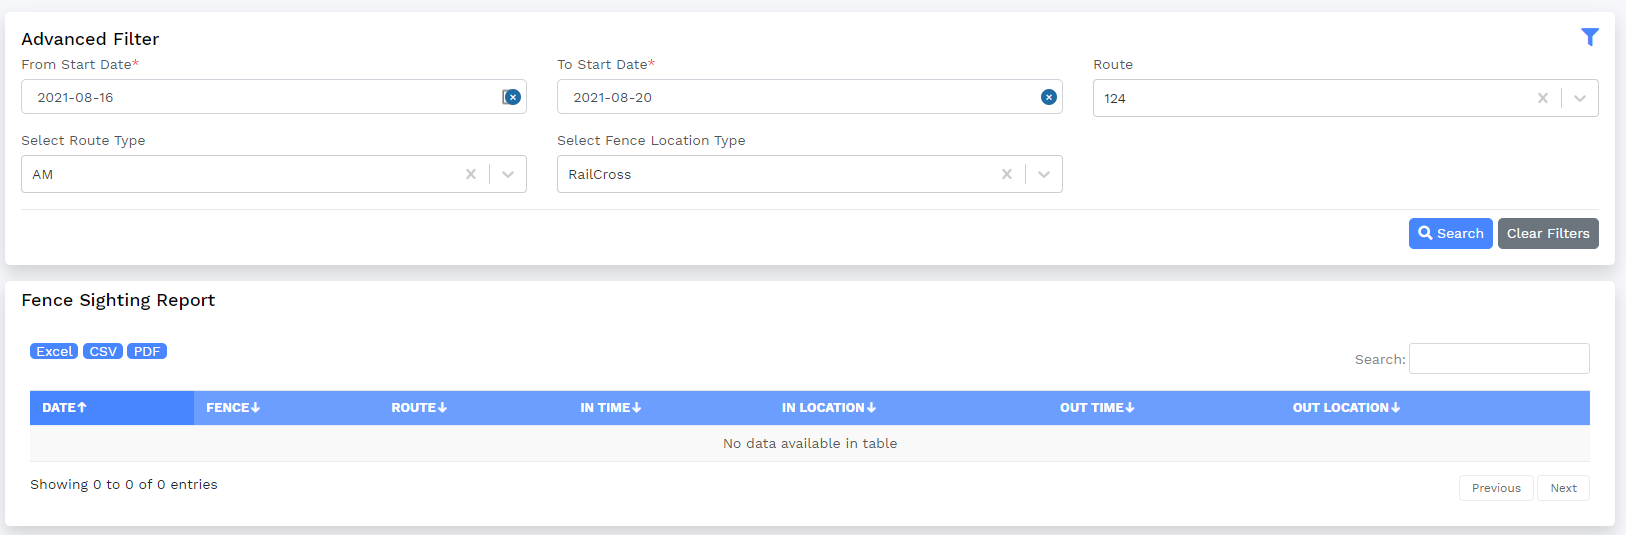 Advanced Filter
From Start Date* To Start Date* Route
2021-08-16 2021-08-20 124
Select Route Type Select Fence Location Type
AM RailCross
Search Clear Filters
Fence Sighting Report
Excel CSV PDF
Search:
DATE FENCE ROUTE IN TIME IN LOCATION OUT TIME OUT LOCATION
No data available in table
Showing 0 to 0 of 0 entries
Previous Next